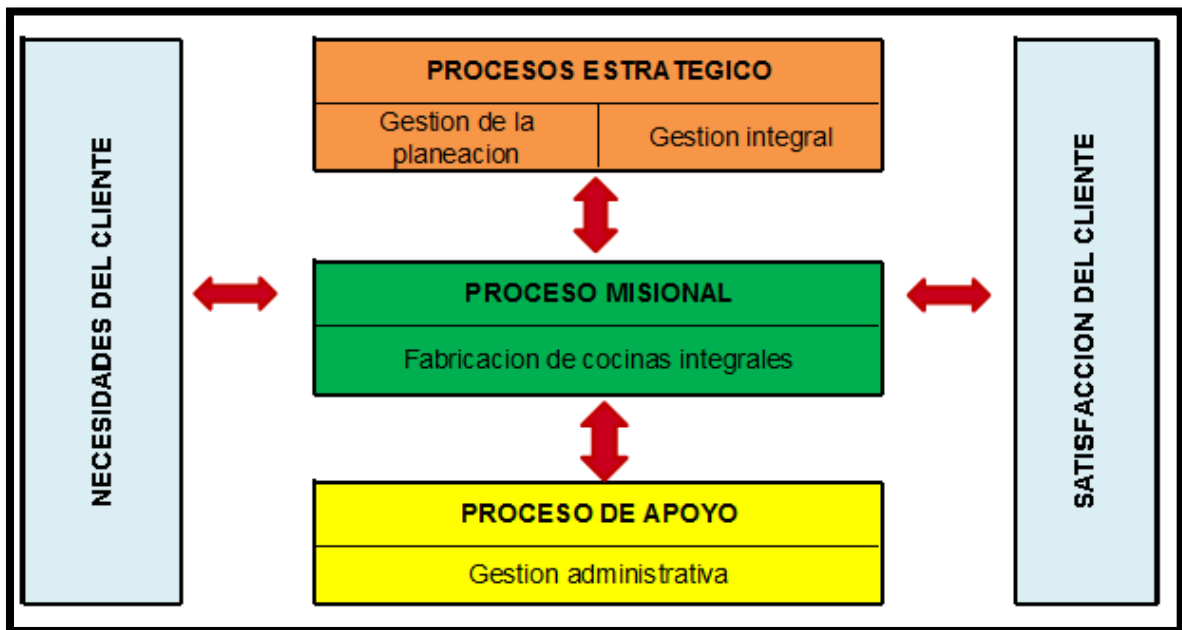 NECESIDADES DEL CLIENTE
PROCESOS ESTRATEGICO
Gestion de la
planeacion
Gestion integral
PROCESO MISIONAL
Fabricacion de cocinas integrales
PROCESO DE APOYO
Gestion administrativa
SATISFACCION DEL CLIENTE